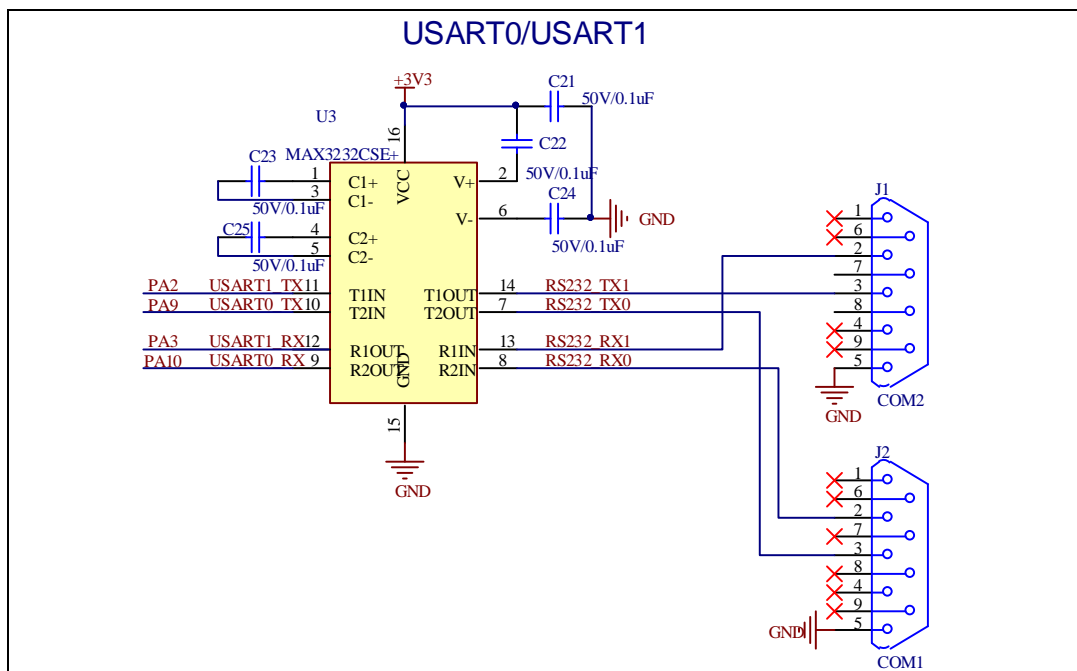 USART0/USART1
+3V3
C21
50V/0.1uF
U3
16
C22
MAX3232CSE+
C23
1
C1+
VCC
V+
2
50V/0.1uF
3
C1-
50V/0.1uF
C24
V-
6
GND
C25
4
C2+
50V/0.1uF
5
C2-
50V/0.1uF
PA2 USART1_TX 11 T1IN T1OUT 14 RS232_TX1
PA9 USART0_TX 10 T2IN T2OUT 7 RS232_TX0
PA3 USART1_RX 12 R1OUT R1IN 13 RS232_RX1
PA10 USART0_RX 9 R2OUT GND R2IN 8 RS232_RX0
15
GND
J1
1
6
2
7
3
8
4
9
5
GND
COM2
J2
1
6
2
7
3
8
4
9
5
GND
COM1